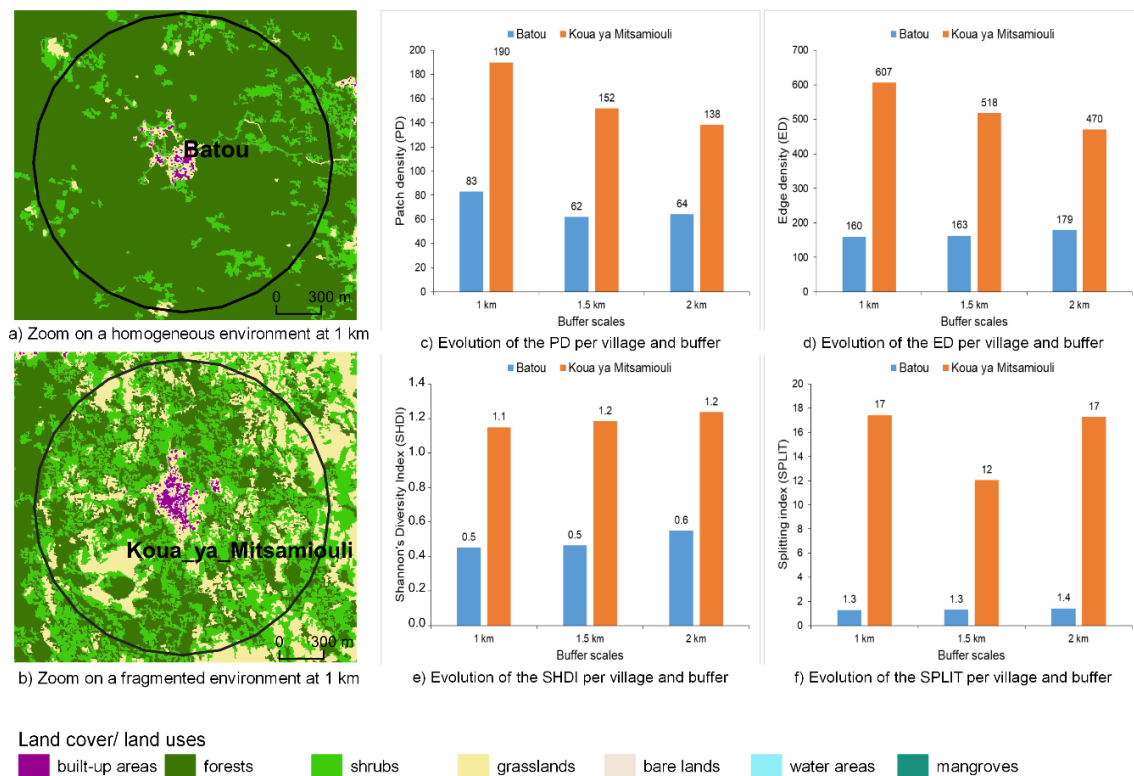 Batou
0 300 m
a) Zoom on a homogeneous environment at 1 km
Batou Koua ya Mitsamiouli
Patch density (PD)
200
180
160
140
120
100
80
60
40
20
0
83
190
62
152
64
138
1 km 1.5 km 2 km
Buffer scales
c) Evolution of the PD per village and buffer
Batou Koua ya Mitsamiouli
Edge density (ED)
700
600
500
400
300
200
100
0
160
607
163
518
179
470
1 km 1.5 km 2 km
Buffer scales
d) Evolution of the ED per village and buffer
Koua_ya_Mitsamiouli
0 300 m
b) Zoom on a fragmented environment at 1 km
Batou Koua ya Mitsamiouli
Shannon's Diversity Index (SHDI)
1.4
1.2
1.0
0.8
0.6
0.4
0.2
0.0
0.5
1.1
0.5
1.2
0.6
1.2
1 km 1.5 km 2 km
Buffer scales
e) Evolution of the SHDI per village and buffer
Batou Koua ya Mitsamiouli
Splitting index (SPLIT)
20
18
16
14
12
10
8
6
4
2
0
1.3
17
1.3
12
1.4
17
1 km 1.5 km 2 km
Buffer scales
f) Evolution of the SPLIT per village and buffer
Land cover/ land uses
built-up areas forests shrubs grasslands bare lands water areas mangroves